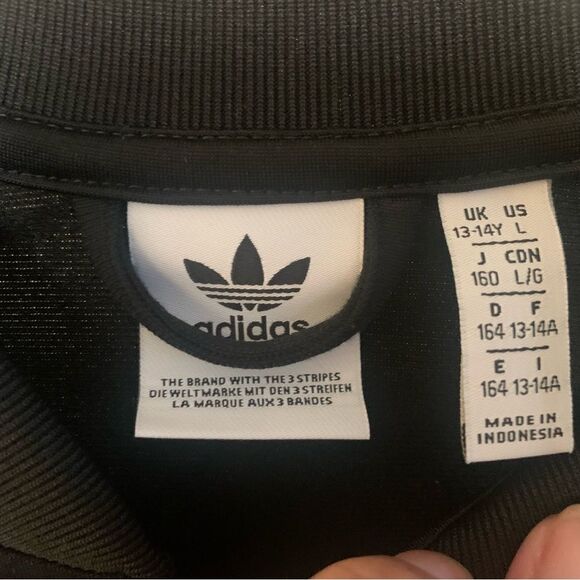 adidas
THE BRAND WITH THE 3 STRIPES
DIE WELTMARKE MIT DEN 3 STREIFEN
LA MARQUE AUX 3 BANDES
UK US
13-14Y L
J CDN
160 L/G
D F
164 13-14A
E I
164 13-14A
MADE IN
INDONESIA